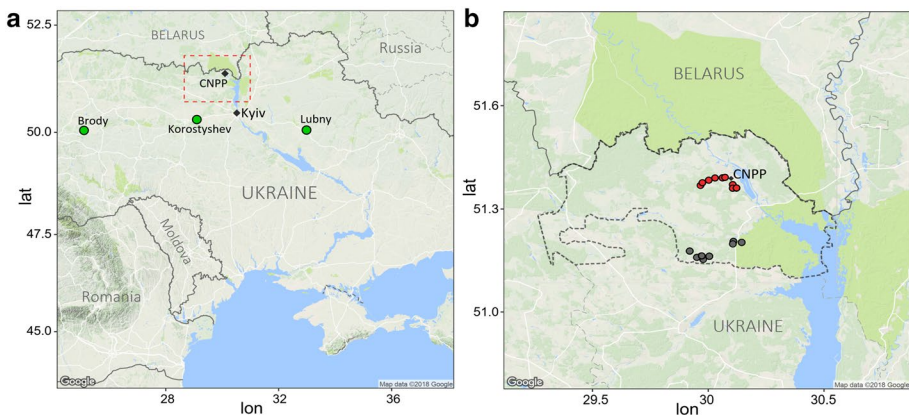 a
52.5
50.0
47.5
45.0
lat
BELARUS
Russia
CNPP
Kyiv
Brody
Korostyshev
Lubny
UKRAINE
Moldova
Romania
Google
Map data ©2018 Google
28
32
36
lon
b
51.6
51.3
51.0
lat
BELARUS
CNPP
UKRAINE
Google
Map data ©2018 Google
29.5
30.0
30.5
lon